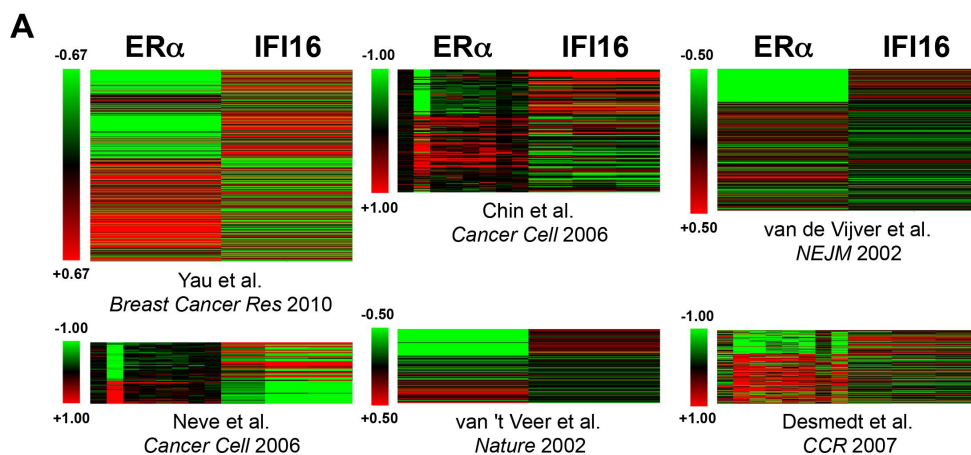 A
ERα IFI16
-0.67
+0.67
Yau et al.
Breast Cancer Res 2010
ERα IFI16
-1.00
+1.00
Chin et al.
Cancer Cell 2006
ERα IFI16
-0.50
+0.50
van de Vijver et al.
NEJM 2002
-1.00
+1.00
Neve et al.
Cancer Cell 2006
-0.50
+0.50
van 't Veer et al.
Nature 2002
-1.00
+1.00
Desmedt et al.
CCR 2007